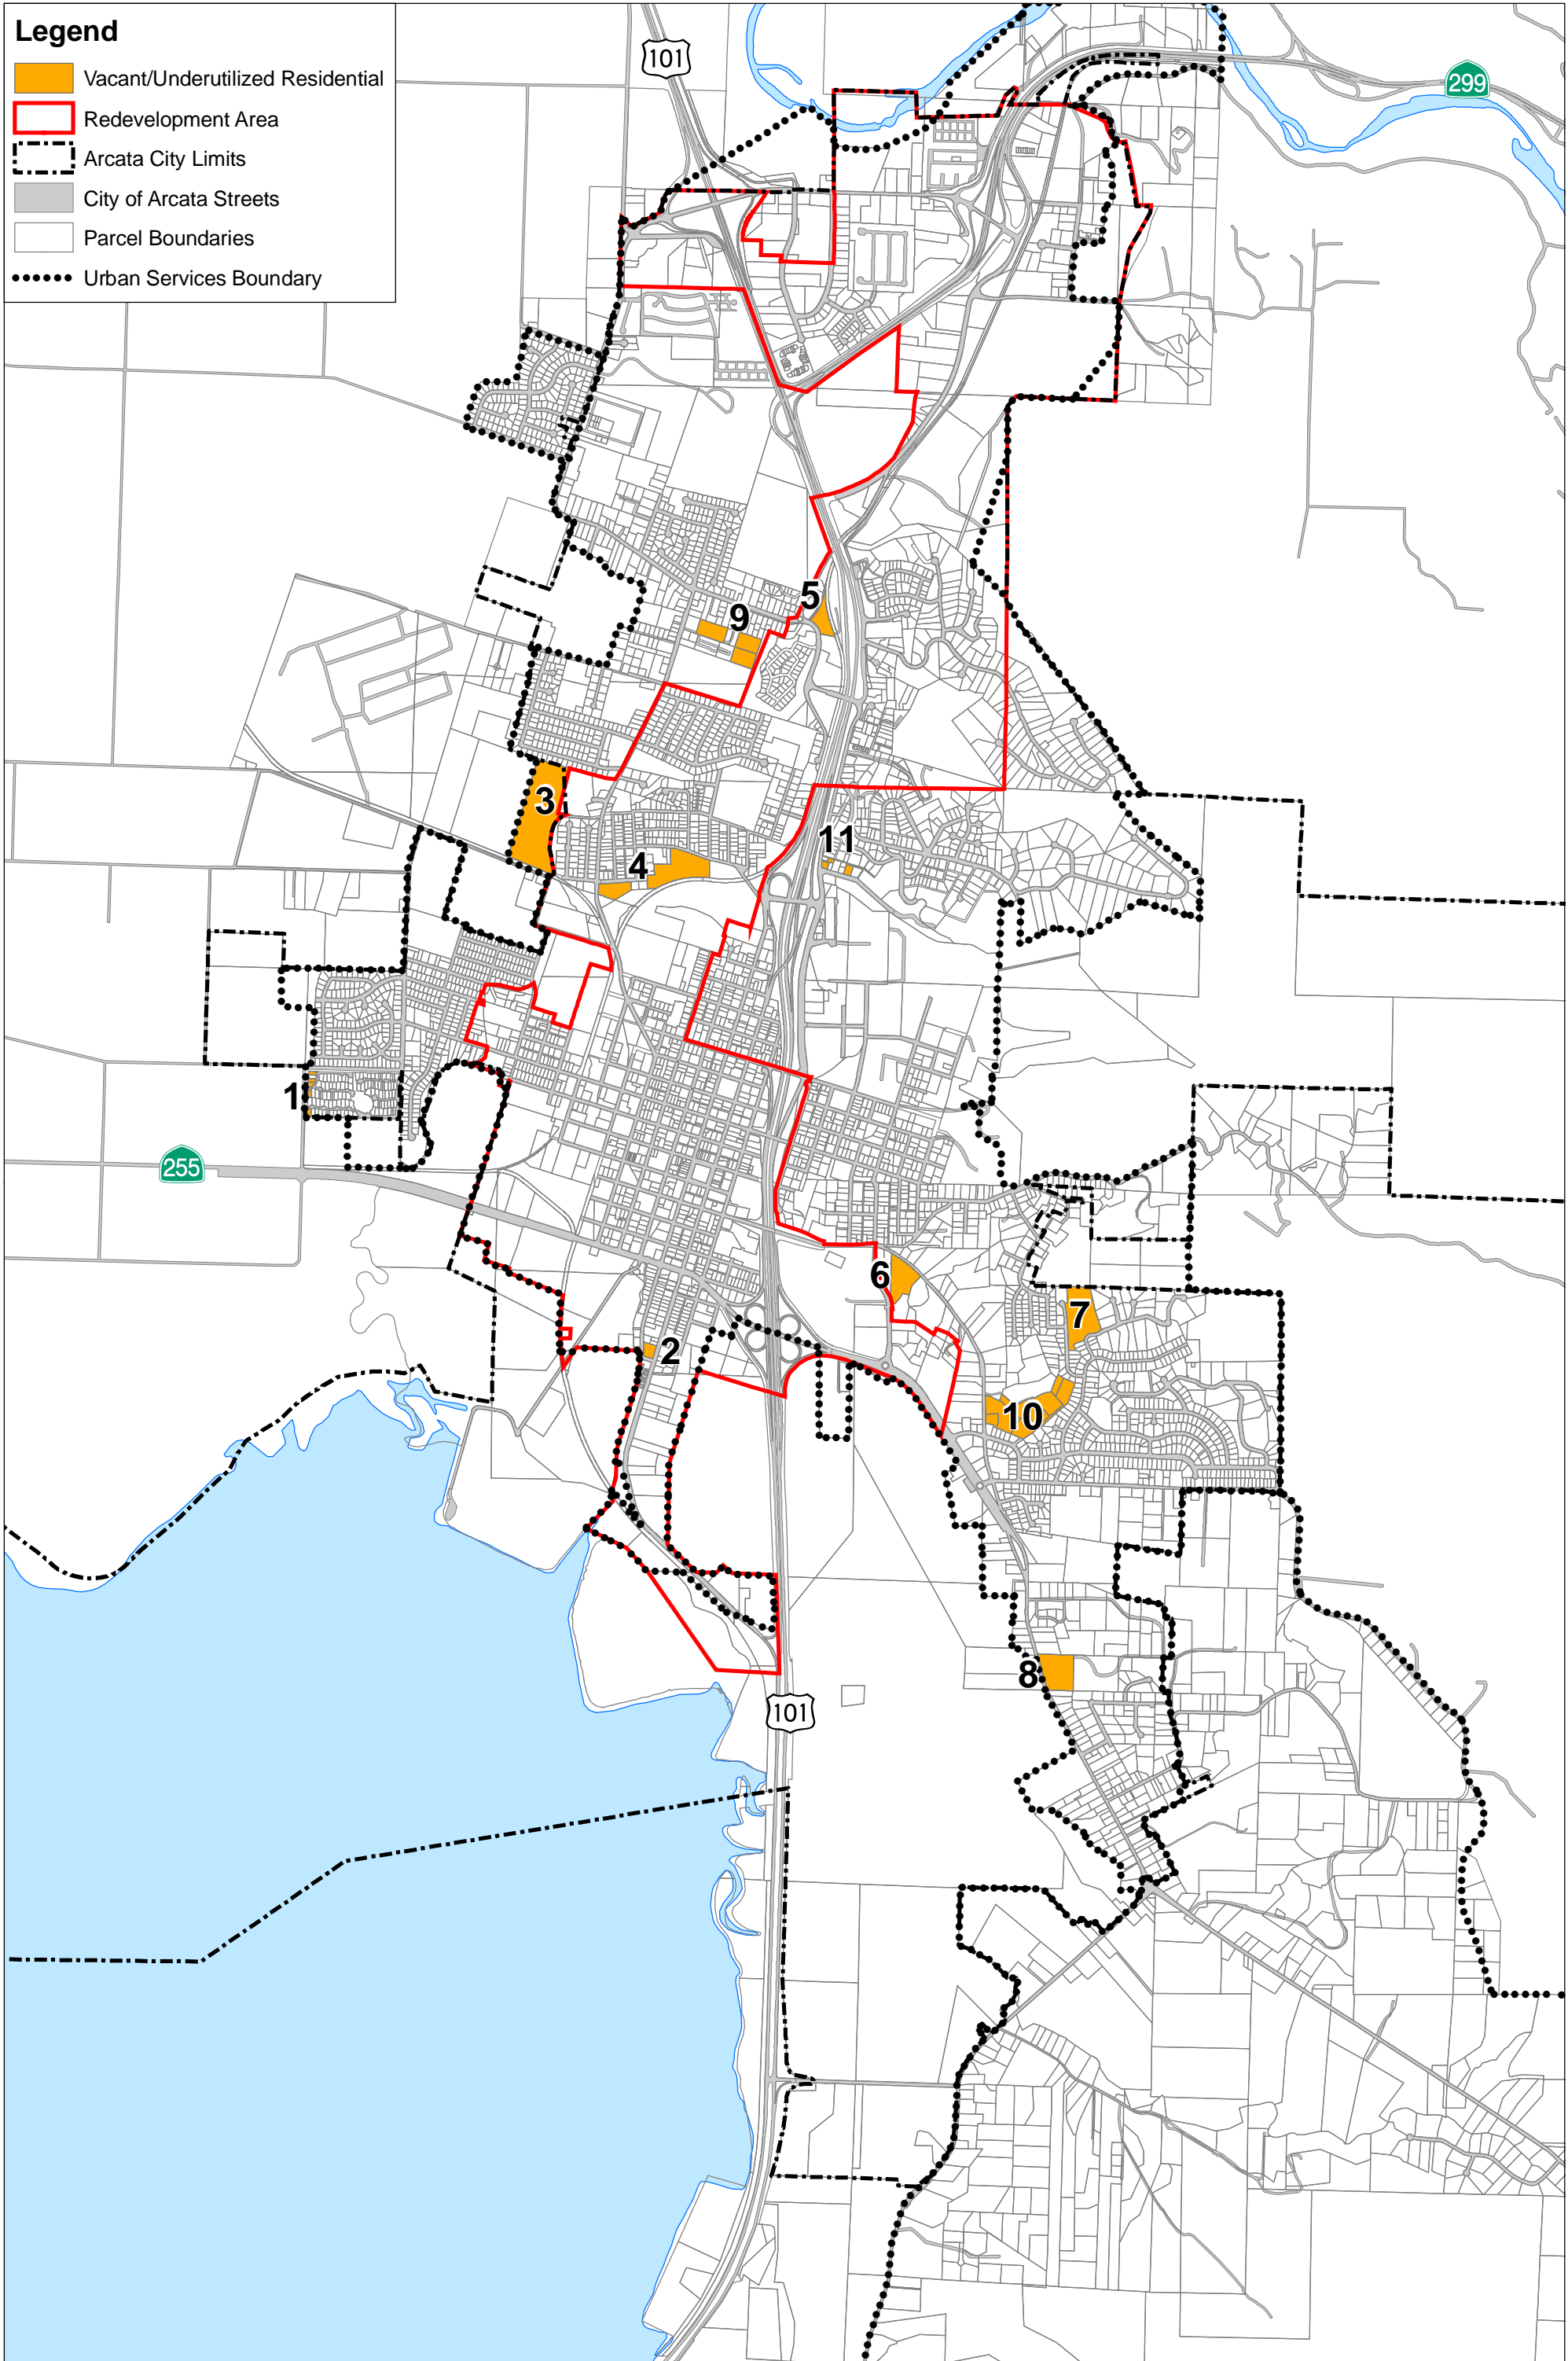 Legend
Vacant/Underutilized Residential
Redevelopment Area
Arcata City Limits
City of Arcata Streets
Parcel Boundaries
Urban Services Boundary
101
299
5
9
3
11
4
1
255
6
7
2
10
8
101